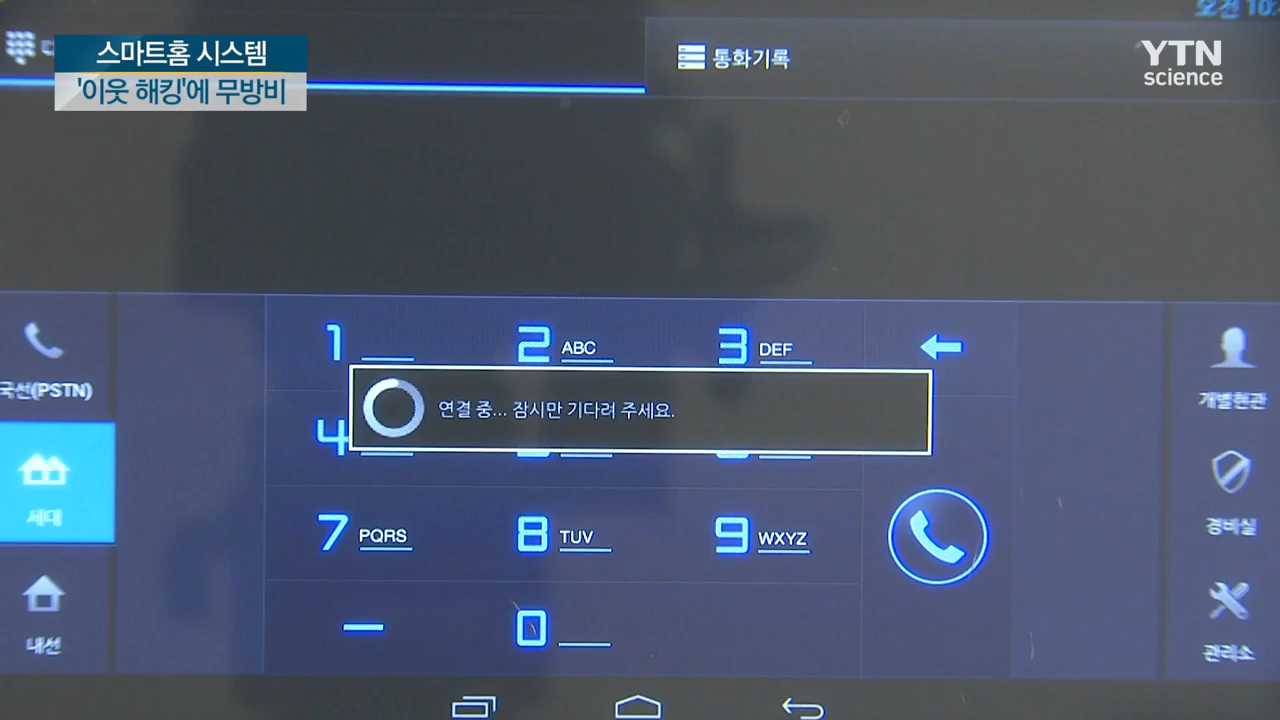 오전 10:
스마트홈 시스템
'이웃 해킹'에 무방비
통화기록
YTN
science
1
2 ABC
3 DEF
국선(PSTN)
개별현관
연결 중... 잠시만 기다려 주세요.
4
세대
경비실
7 PQRS
8 TUV
9 WXYZ
0
내선
관리소